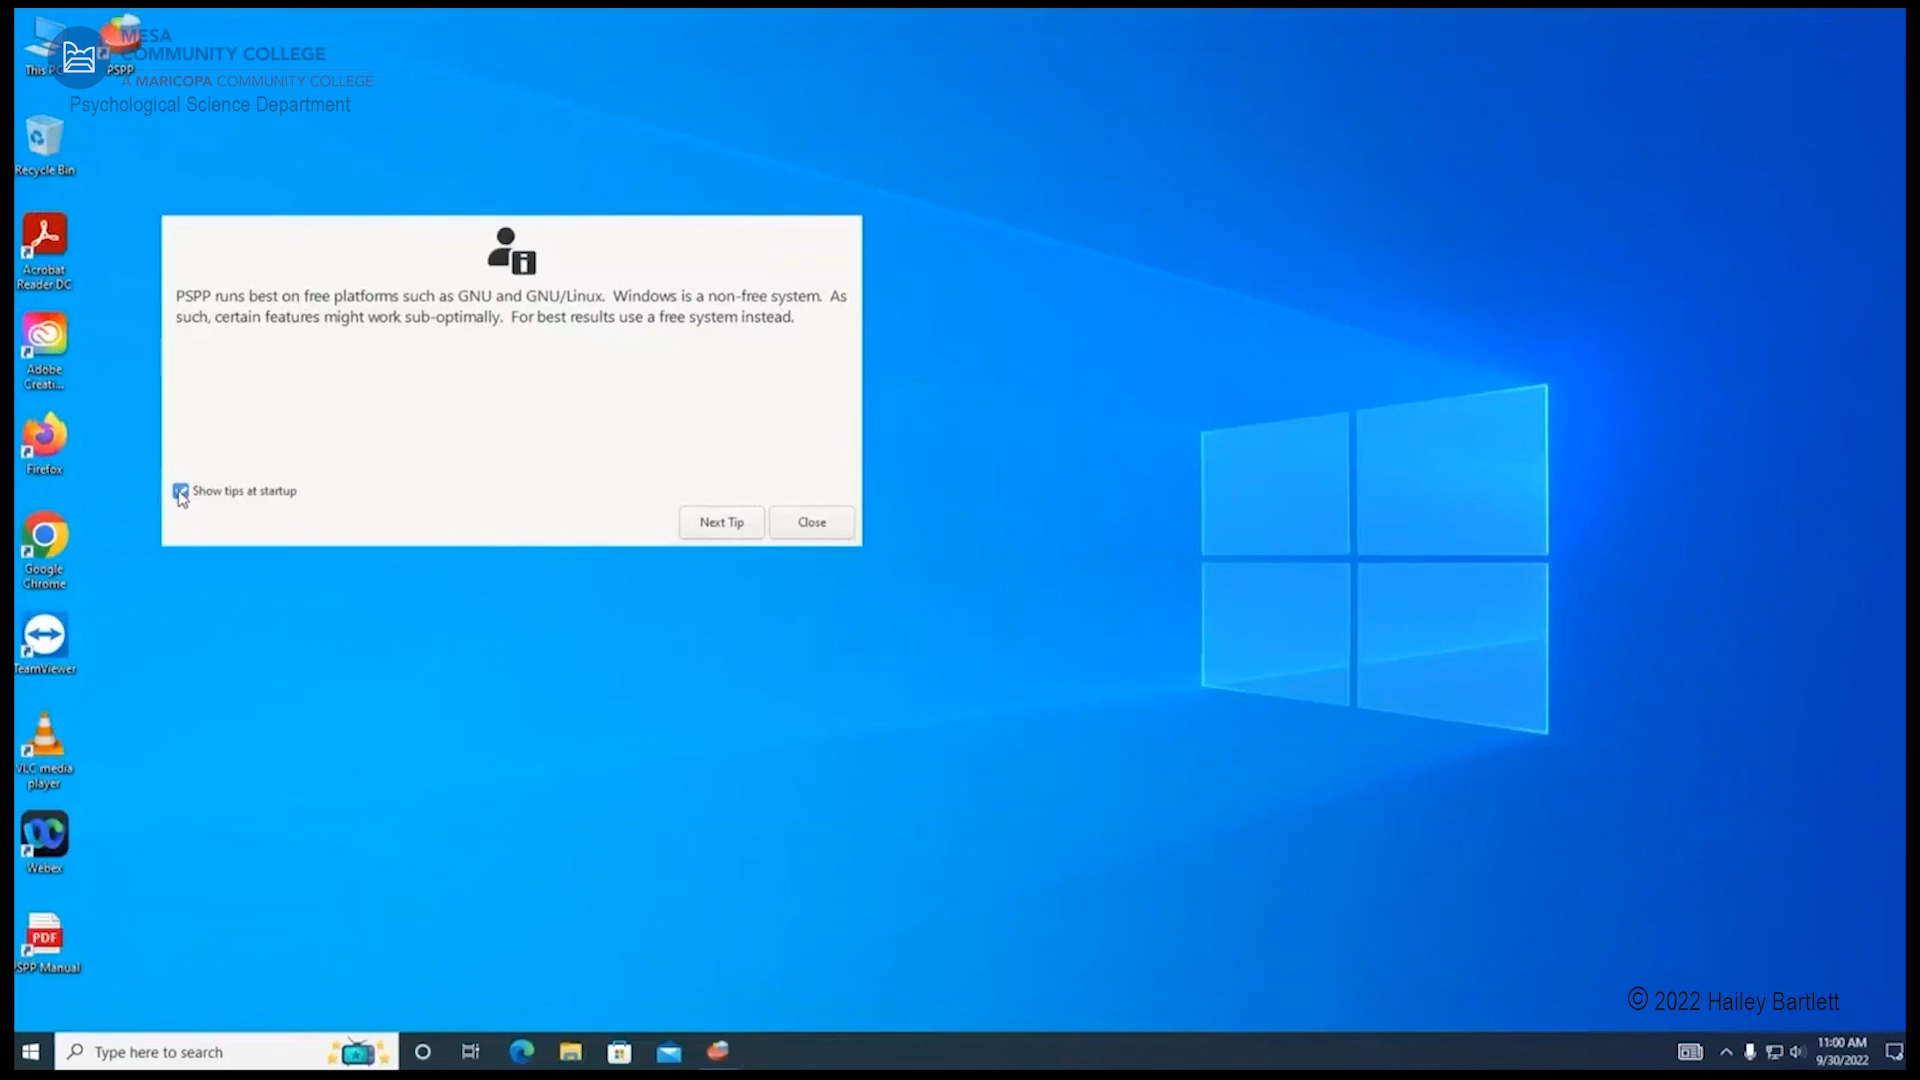 MESA
COMMUNITY COLLEGE
A MARICOPA COMMUNITY COLLEGE
Psychological Science Department
This PC
PSPP
Recycle Bin
Acrobat
Reader DC
Adobe
Creati...
Firefox
Google
Chrome
TeamViewer
VLC media
player
Webex
PDF
PSPP Manual
PSPP runs best on free platforms such as GNU and GNU/Linux. Windows is a non-free system. As
such, certain features might work sub-optimally. For best results use a free system instead.
Show tips at startup
Next Tip
Close
© 2022 Hailey Bartlett
Type here to search
11:00 AM
9/30/2022